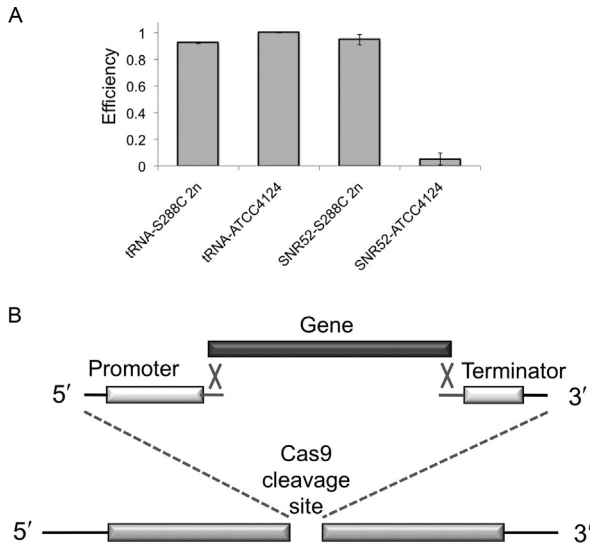 A
Efficiency
1
0.8
0.6
0.4
0.2
0
tRNA-S288C 2n
tRNA-ATCC4124
SNR52-S288C 2n
SNR52-ATCC4124
B
Gene
Promoter
Terminator
5′
3′
Cas9
cleavage
site
5′
3′